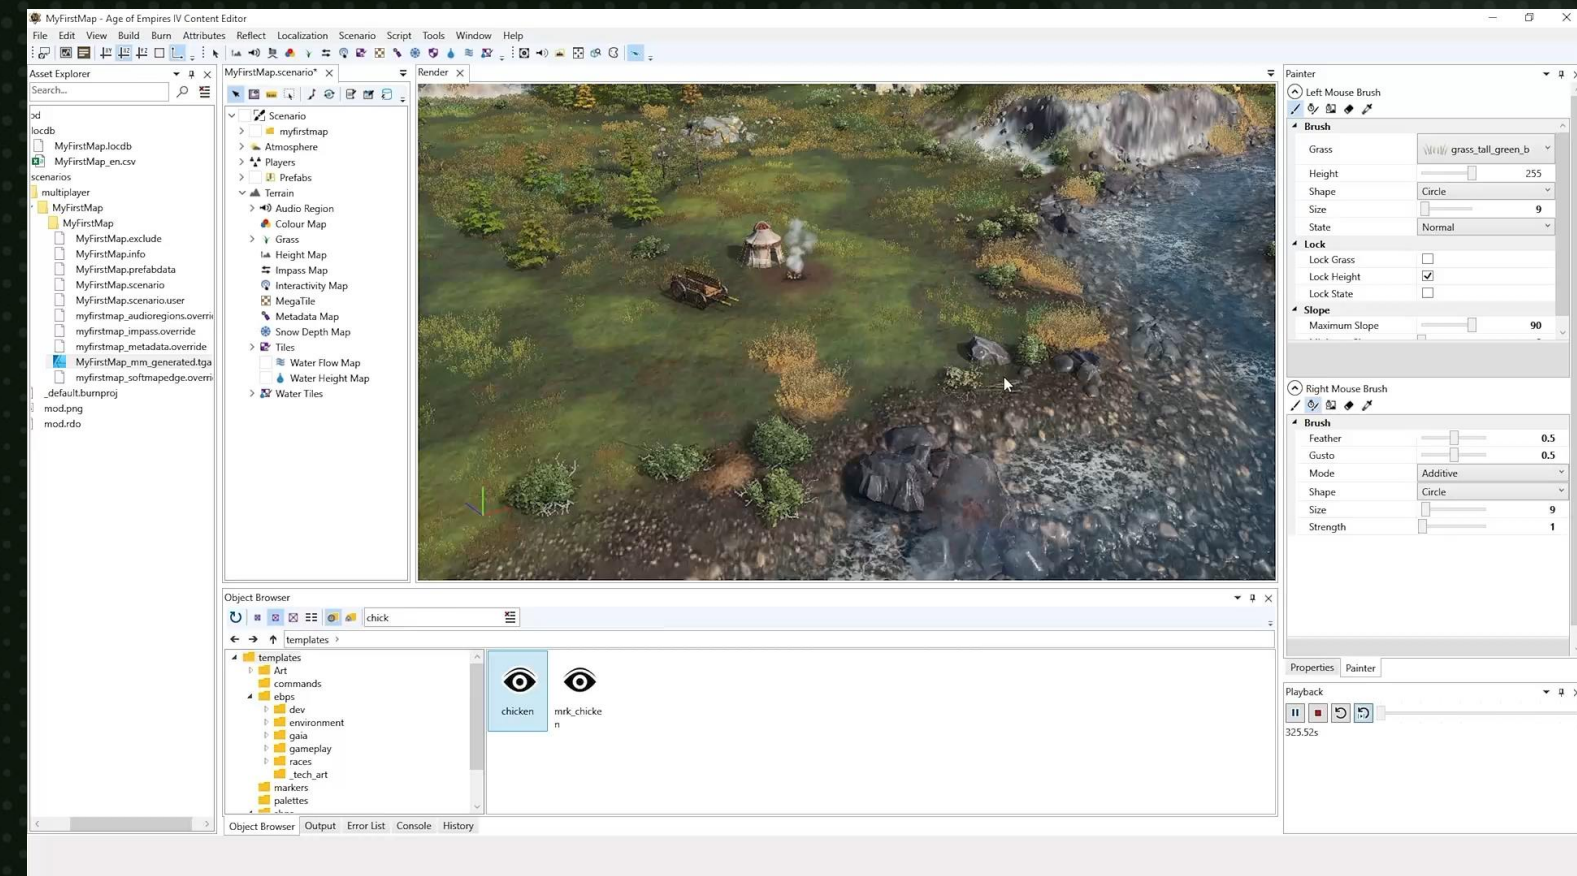 MyFirstMap - Age of Empires IV Content Editor
File Edit View Build Burn Attributes Reflect Localization Scenario Script Tools Window Help
Asset Explorer
Search...
locdb
MyFirstMap.locdb
MyFirstMap_en.csv
scenarios
multiplayer
MyFirstMap
MyFirstMap
MyFirstMap.exclude
MyFirstMap.info
MyFirstMap.prefabdata
MyFirstMap.scenario
MyFirstMap.scenario.user
myfirstmap_audioregions.overri
myfirstmap_impass.override
myfirstmap_metadata.override
MyFirstMap_mm_generated.tga
myfirstmap_softmapedge.overri
_default.burnproj
mod.png
mod.rdo
MyFirstMap.scenario*
Scenario
myfirstmap
Atmosphere
Players
Prefabs
Terrain
Audio Region
Colour Map
Grass
Height Map
Impass Map
Interactivity Map
MegaTile
Metadata Map
Snow Depth Map
Tiles
Water Flow Map
Water Height Map
Water Tiles
Render
Object Browser
chick
templates
templates
Art
commands
ebps
dev
environment
gaia
gameplay
races
_tech_art
markers
palettes
chicken
mrk_chicke
n
Object Browser Output Error List Console History
Painter
Left Mouse Brush
Brush
Grass grass_tall_green_b
Height 255
Shape Circle
Size 9
State Normal
Lock
Lock Grass
Lock Height
Lock State
Slope
Maximum Slope 90
Right Mouse Brush
Brush
Feather 0.5
Gusto 0.5
Mode Additive
Shape Circle
Size 9
Strength 1
Properties Painter
Playback
325.52s